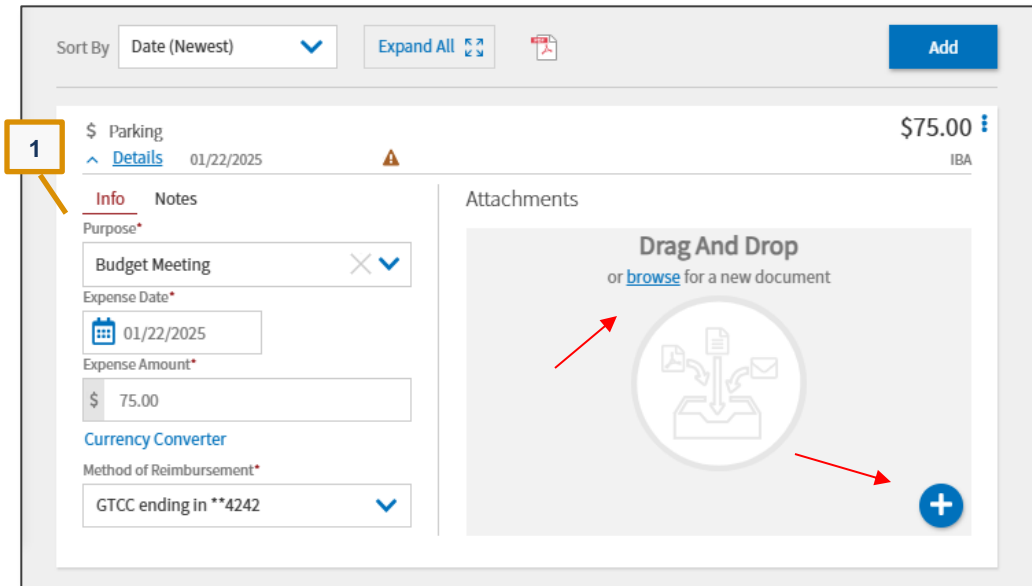 Sort By Date (Newest) Expand All Add
1
$ Parking $75.00
Details 01/22/2025 IBA
Info Notes
Purpose*
Budget Meeting
Expense Date*
01/22/2025
Expense Amount*
$ 75.00
Currency Converter
Method of Reimbursement*
GTCC ending in **4242
Attachments
Drag And Drop
or browse for a new document